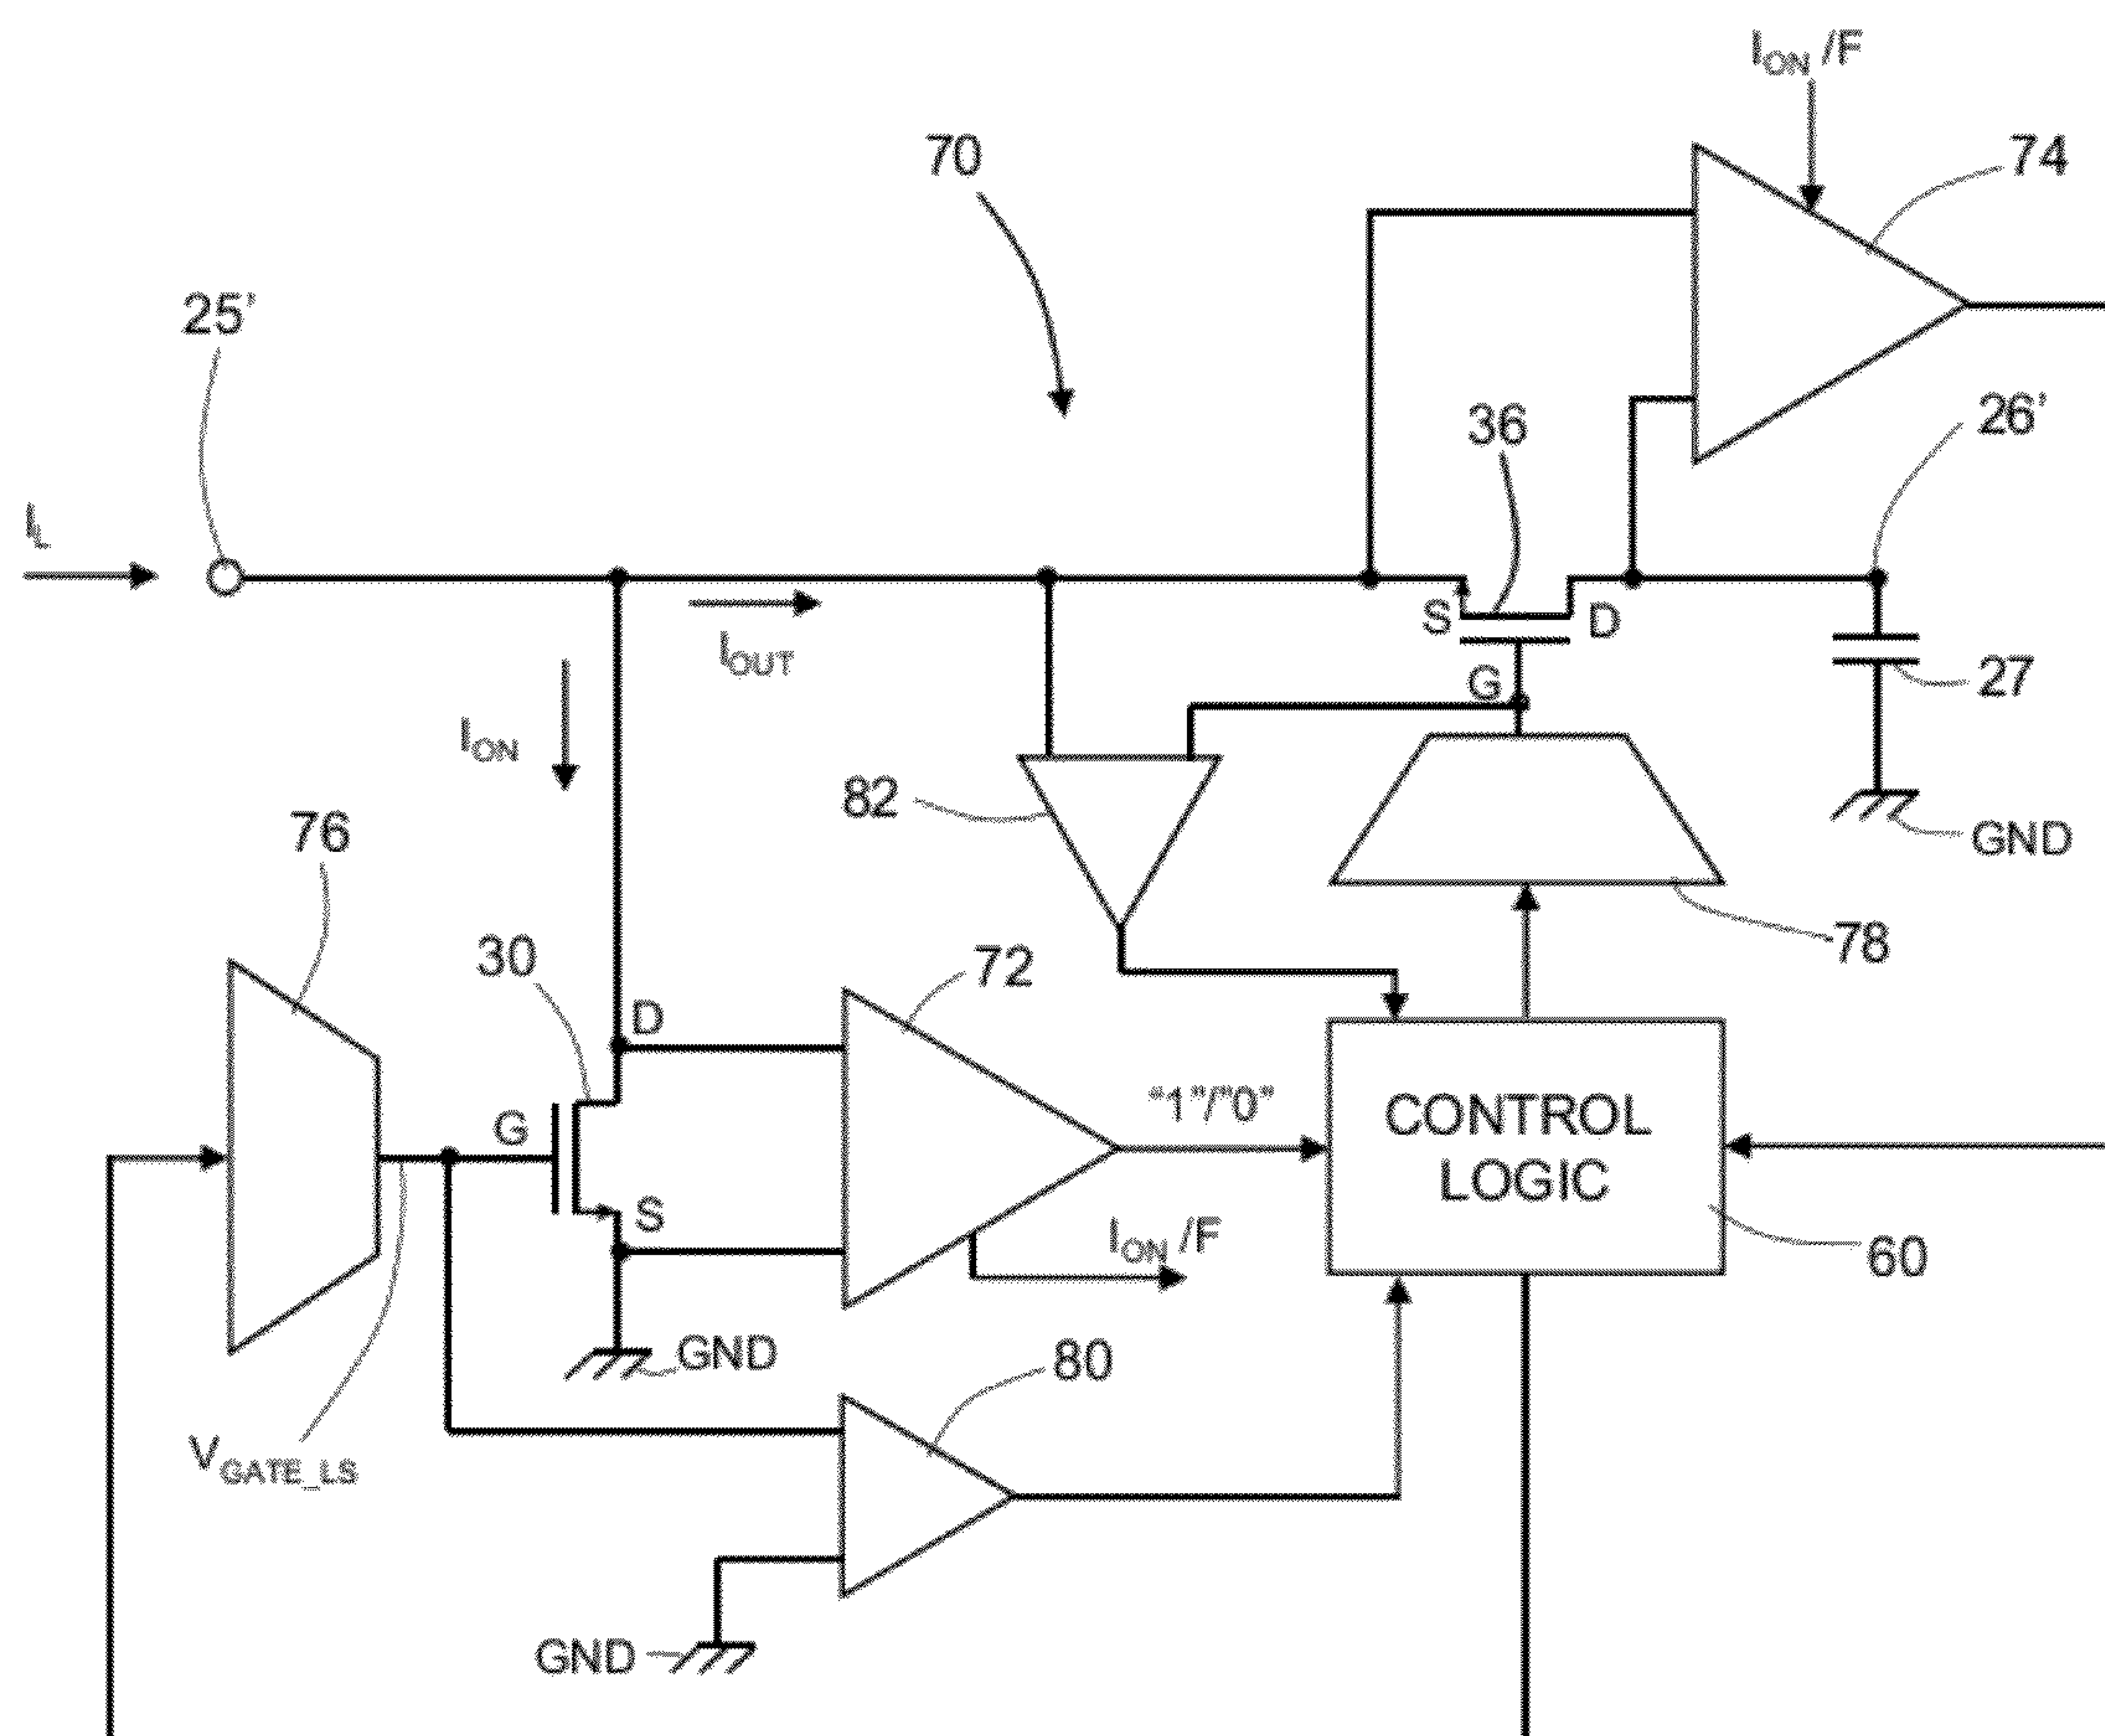 I_ON /F
70
74
25'
36
26'
I_L
S
D
I_OUT
27
G
I_ON
82
GND
76
78
30
72
D
"1"/"0"
CONTROL
LOGIC
G
S
I_ON /F
60
GND
80
V_GATE_LS
GND